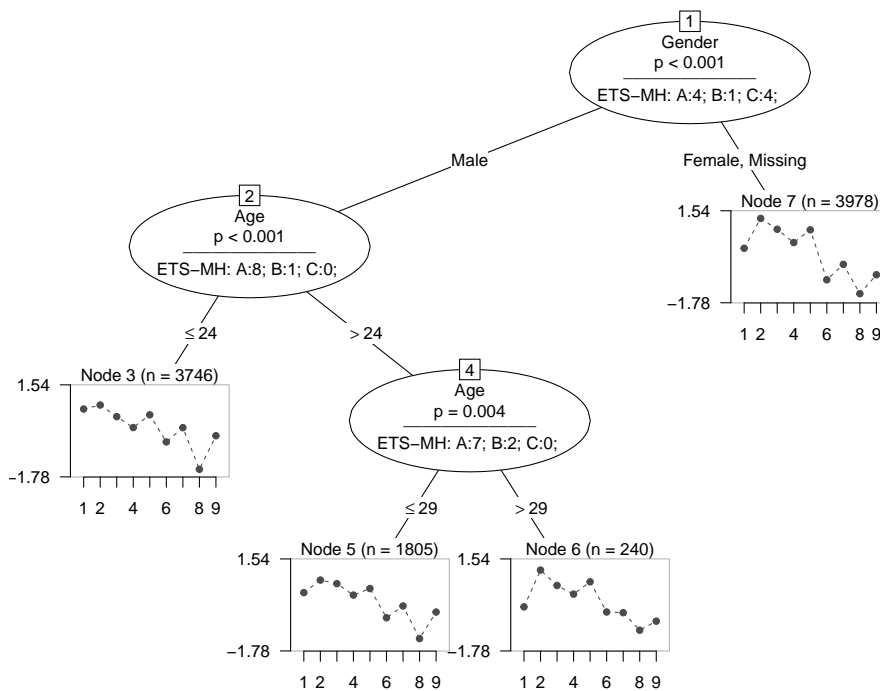 1
Gender
p < 0.001
ETS−MH: A:4; B:1; C:4;
Male
Female, Missing
2
Age
p < 0.001
ETS−MH: A:8; B:1; C:0;
Node 7 (n = 3978)
1.54
−1.78
1 2 4 6 8 9
≤ 24
> 24
Node 3 (n = 3746)
1.54
−1.78
1 2 4 6 8 9
4
Age
p = 0.004
ETS−MH: A:7; B:2; C:0;
≤ 29
> 29
Node 5 (n = 1805)
1.54
−1.78
1 2 4 6 8 9
Node 6 (n = 240)
1.54
−1.78
1 2 4 6 8 9